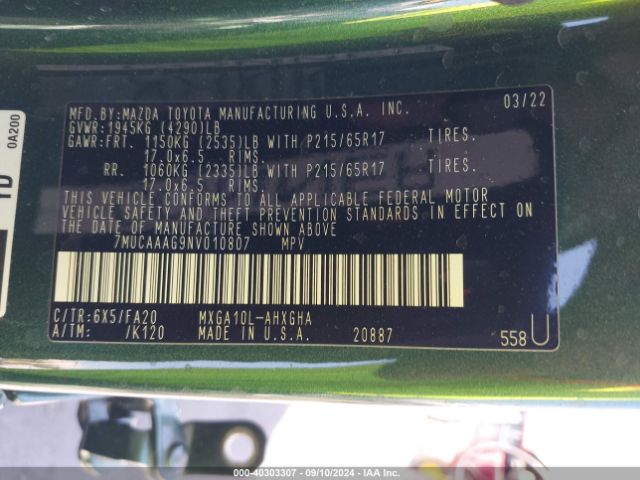 MFD.BY:MAZDA TOYOTA MANUFACTURING U.S.A. INC. 03/22
GVWR:1945KG (4290)LB
GAWR:FRT. 1150KG (2535)LB WITH P215/65R17 TIRES.
17.0x6.5 RIMS.
RR. 1060KG (2335)LB WITH P215/65R17 TIRES.
17.0x6.5 RIMS.
THIS VEHICLE CONFORMS TO ALL APPLICABLE FEDERAL MOTOR
VEHICLE SAFETY AND THEFT PREVENTION STANDARDS IN EFFECT ON
THE DATE OF MANUFACTURE SHOWN ABOVE
7MUCAAAG9NV010807 MPV
C/TR:6X5/FA20 MXGA10L-AHXGHA
A/TM: /K120 MADE IN U.S.A. 20887 558 U
0A200
YD
#WM - 40303307 - 09/10/2024 - IAA Inc.